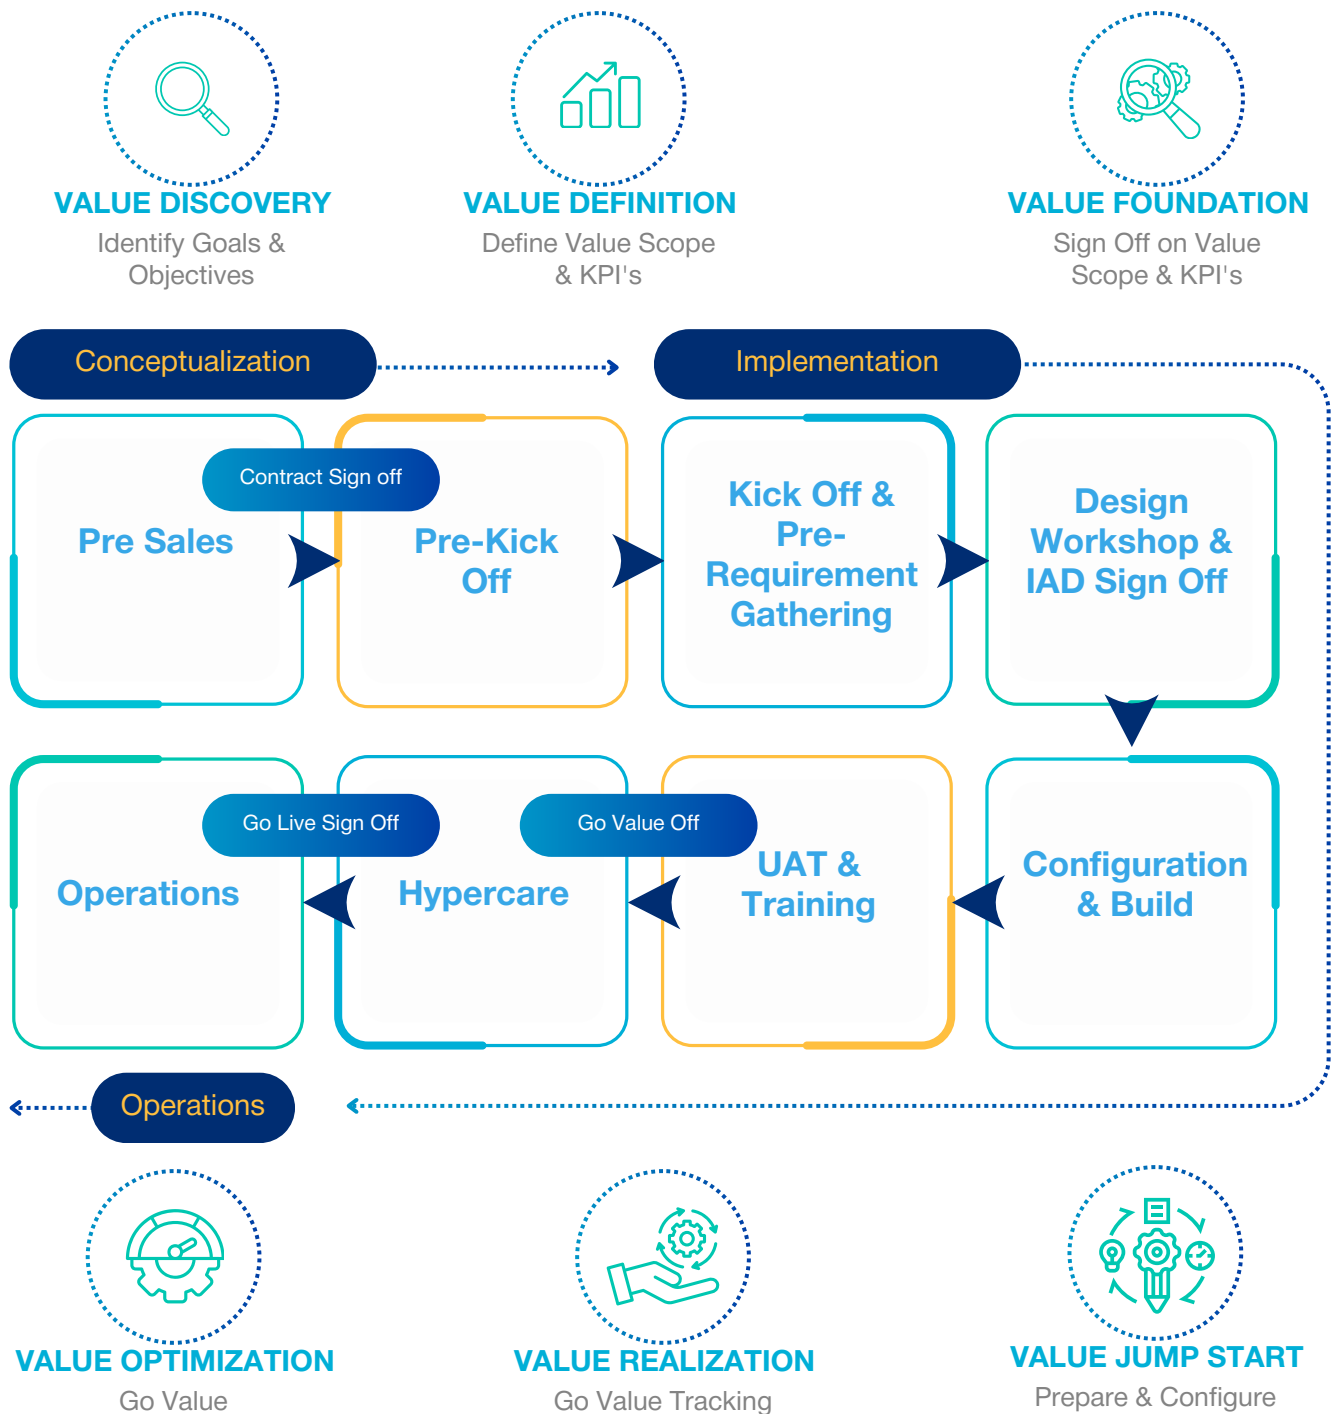 VALUE DISCOVERY
Identify Goals &
Objectives
VALUE DEFINITION
Define Value Scope
& KPI's
VALUE FOUNDATION
Sign Off on Value
Scope & KPI's
Conceptualization
Implementation
Pre Sales
Contract Sign off
Pre-Kick
Off
Kick Off &
Pre-
Requirement
Gathering
Design
Workshop &
IAD Sign Off
Operations
Go Live Sign Off
Hypercare
Go Value Off
UAT &
Training
Configuration
& Build
Operations
VALUE OPTIMIZATION
Go Value
VALUE REALIZATION
Go Value Tracking
VALUE JUMP START
Prepare & Configure